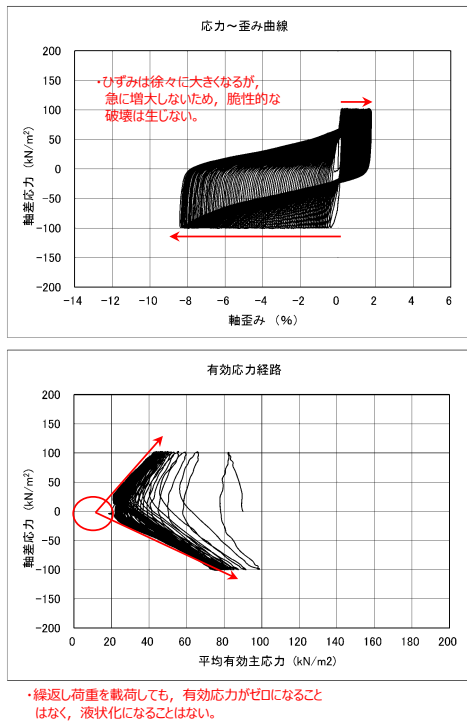 応力～歪み曲線
・ひずみは徐々に大きくなるが，
急に増大しないため，脆性的な
破壊は生じない。
200
150
100
50
0
-50
-100
-150
-200
軸差応力（kN/m²）
-14 -12 -10 -8 -6 -4 -2 0 2 4 6
軸歪み （%）
有効応力経路
200
150
100
50
0
-50
-100
-150
-200
軸差応力（kN/m²）
0 20 40 60 80 100 120 140 160 180 200
平均有効主応力（kN/m2）
・繰返し荷重を載荷しても，有効応力がゼロになること
はなく，液状化になることはない。